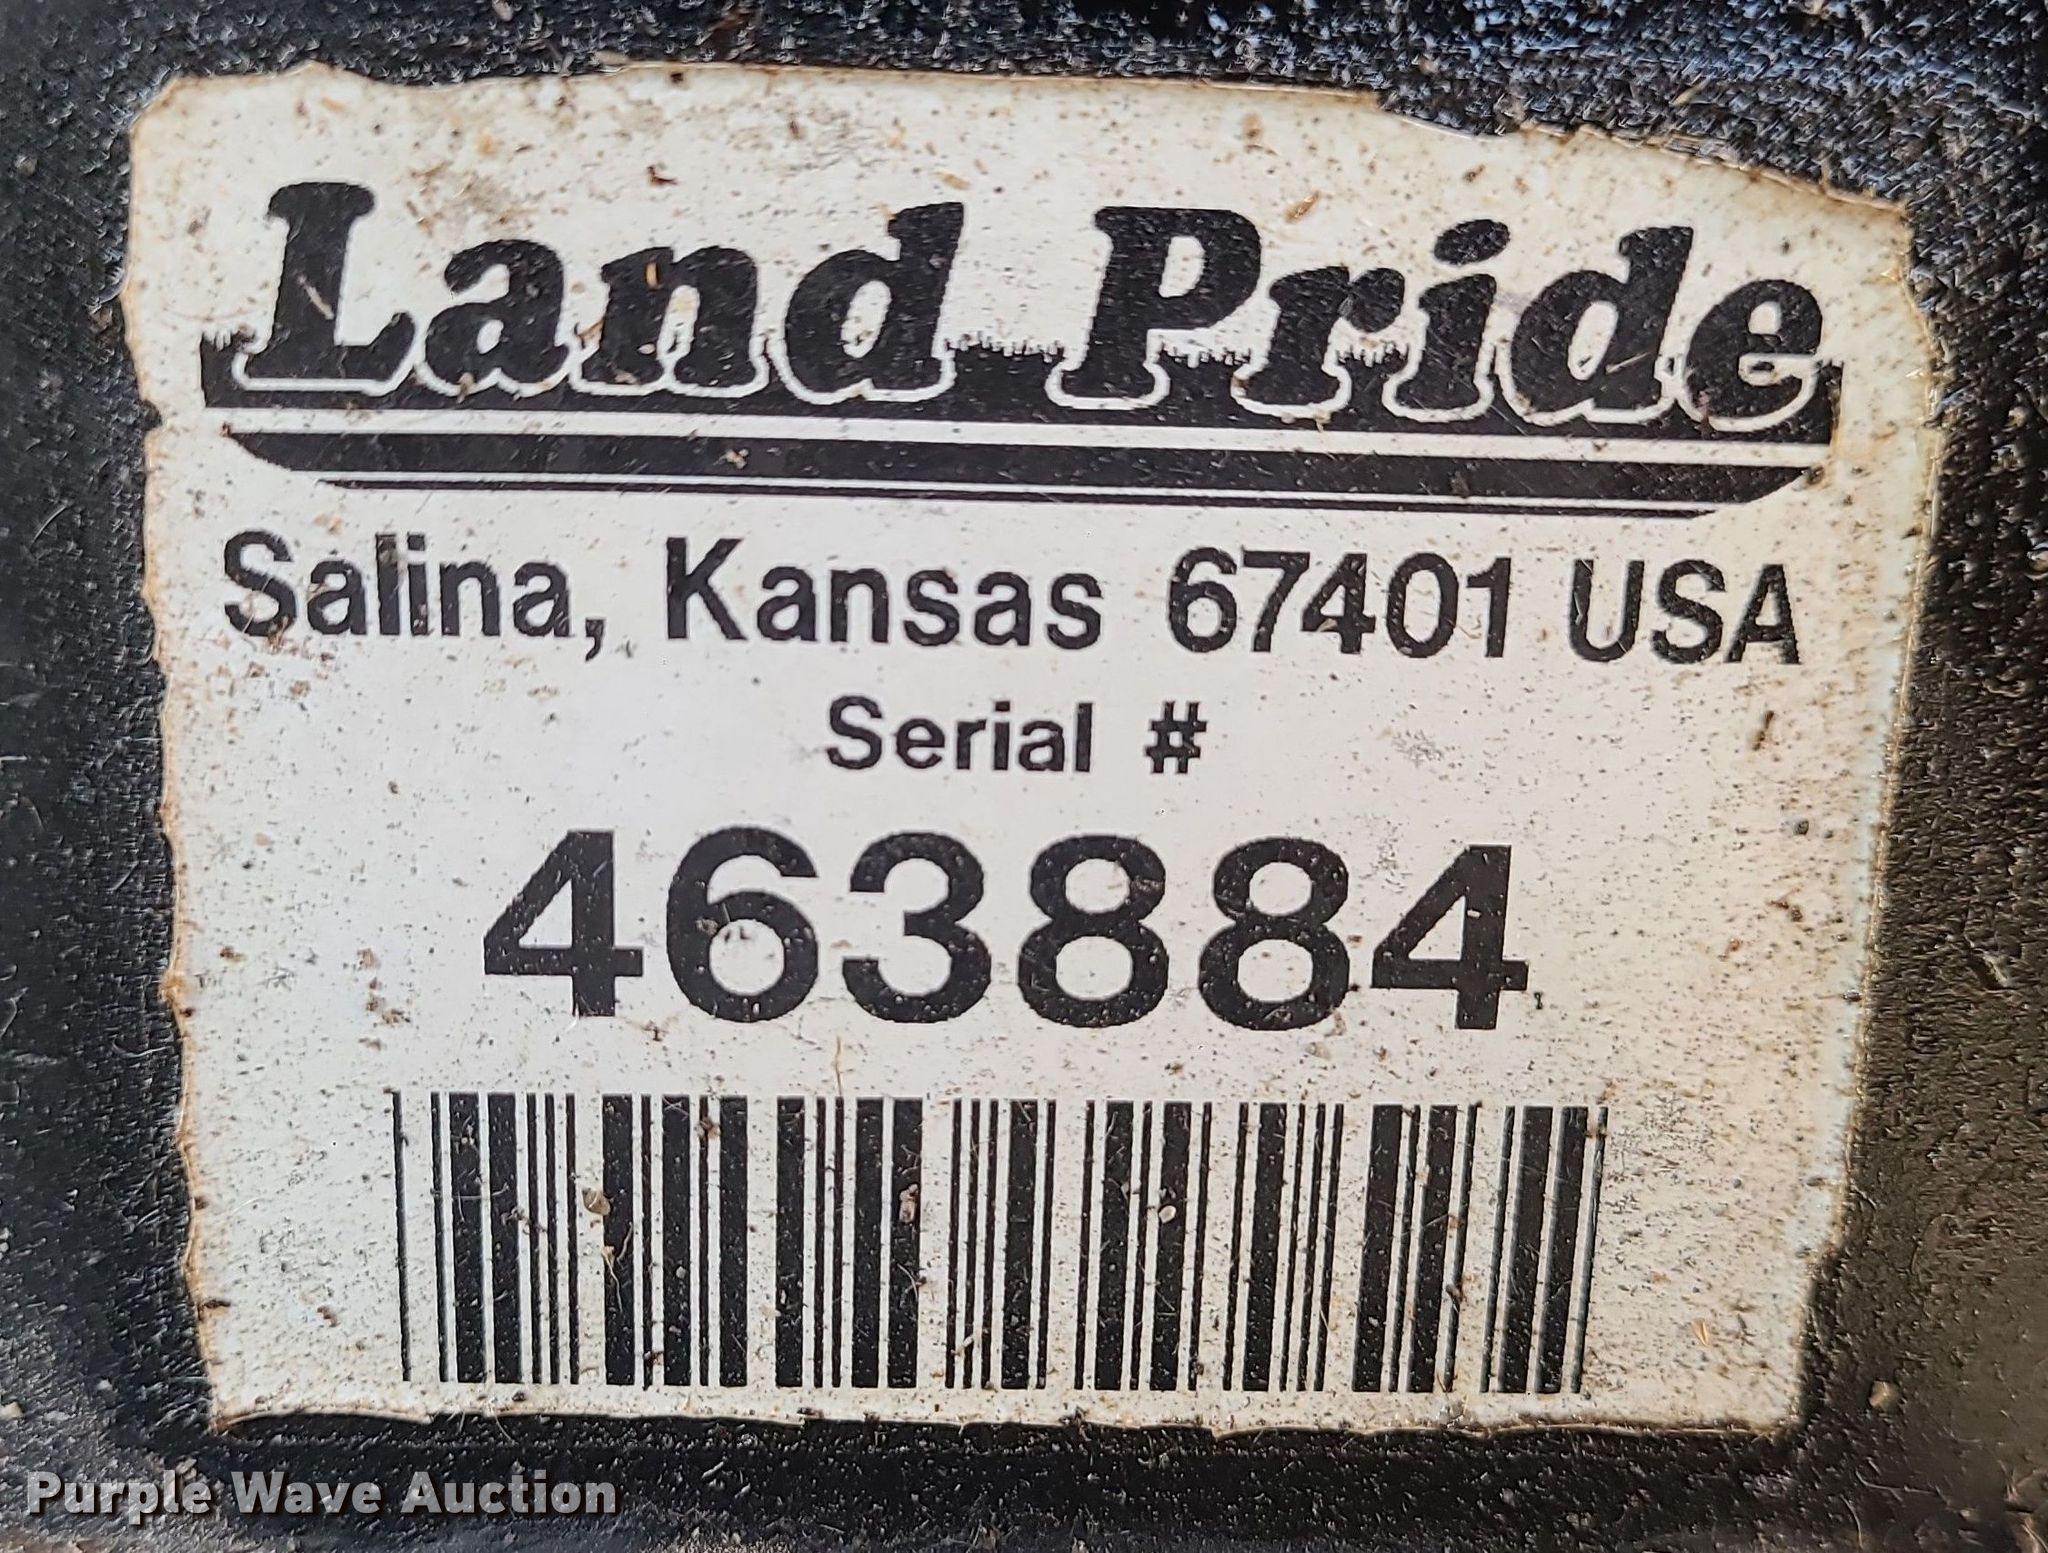 Land Pride
Salina, Kansas 67401 USA
Serial #
463884
Purple Wave Auction